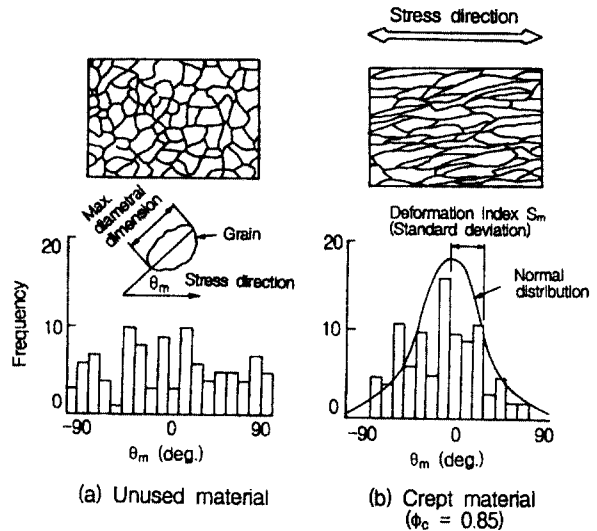 Stress direction
Max.
diametral
dimension
Grain
θm
Stress direction
Deformation Index Sm
(Standard deviation)
Normal
distribution
Frequency
20
10
0
-90
0
90
θm (deg.)
20
10
0
-90
0
90
θm (deg.)
(a) Unused material
(b) Crept material
(ϕc = 0.85)